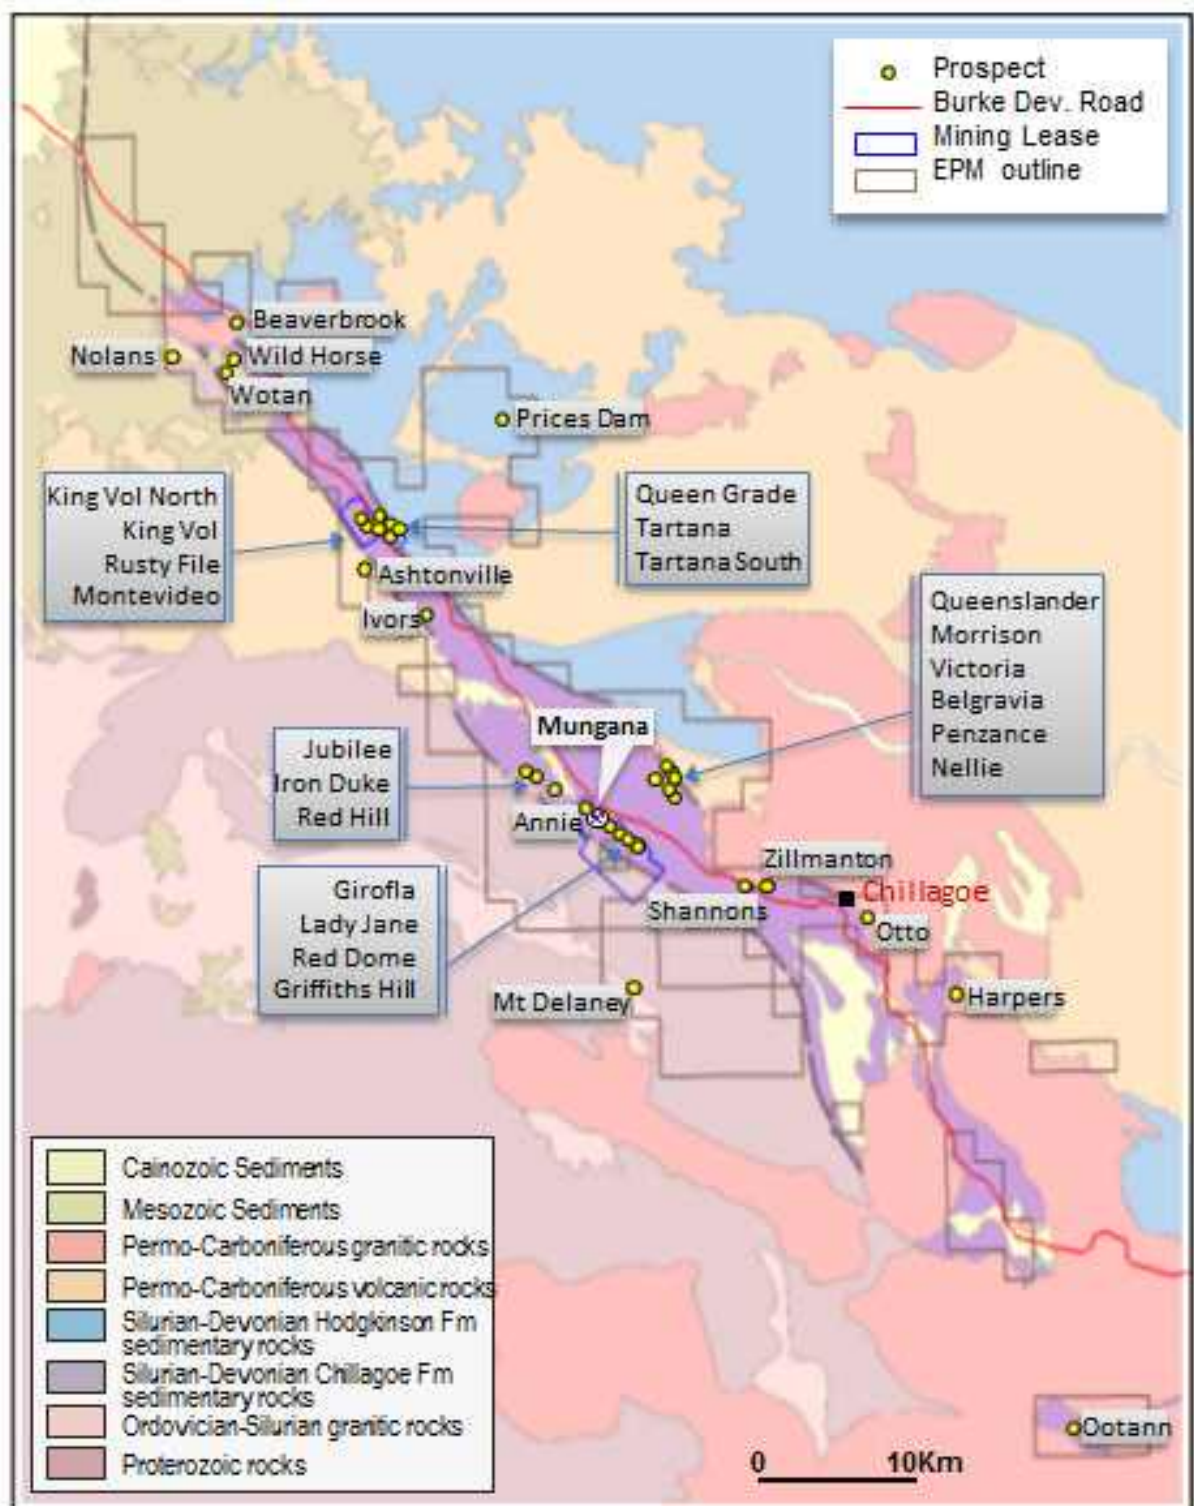 Prospect
Burke Dev. Road
Mining Lease
EPM outline
Beaverbrook
Nolans
Wild Horse
Wotan
Prices Dam
King Vol North
King Vol
Rusty File
Montevideo
Queen Grade
Tartana
Tartana South
Ashtonville
Ivors
Queenslander
Morrison
Victoria
Belgravia
Penzance
Nellie
Mungana
Jubilee
Iron Duke
Red Hill
Annie
Zillmanton
Chillagoe
Shannons
Otto
Girofla
Lady Jane
Red Dome
Griffiths Hill
Mt Delaney
Harpers
Cainozoic Sediments
Mesozoic Sediments
Permo-Carboniferous granitic rocks
Permo-Carboniferous volcanic rocks
Silurian-Devonian Hodgkinson Fm
sedimentary rocks
Silurian-Devonian Chillagoe Fm
sedimentary rocks
Ordovician-Silurian granitic rocks
Proterozoic rocks
Ootann
0 10Km